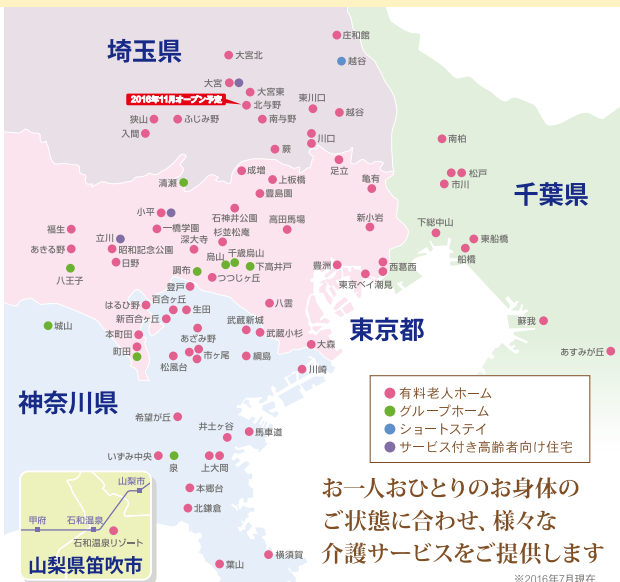 埼玉県
大宮北
庄和館
越谷
大宮
大宮東
2016年11月オープン予定
北与野
東川口
狭山
ふじみ野
南与野
越谷
入間
川口
蕨
南柏
成増
足立
清瀬
上板橋
亀有
松戸
豊島園
市川
千葉県
小平
石神井公園
高田馬場
新小岩
下総中山
福生
一橋学園
杉並松庵
立川
深大寺
千歳烏山
東船橋
あきる野
昭和記念公園
烏山
船橋
日野
調布
下高井戸
豊洲
西葛西
八王子
つつじヶ丘
東京ベイ潮見
登戸
百合ヶ丘
はるひ野
生田
八雲
新百合ヶ丘
武蔵新城
蘇我
城山
本町田
あざみ野
武蔵小杉
東京都
町田
市ヶ尾
綱島
大森
あすみが丘
松風台
川崎
神奈川県
有料老人ホーム
グループホーム
ショートステイ
サービス付き高齢者向け住宅
希望が丘
井土ヶ谷
馬車道
いずみ中央
泉
上大岡
本郷台
北鎌倉
葉山
横須賀
山梨市
甲府
石和温泉
石和温泉リゾート
山梨県笛吹市
お一人おひとりのお身体の
ご状態に合わせ、様々な
介護サービスをご提供します
※2016年7月現在